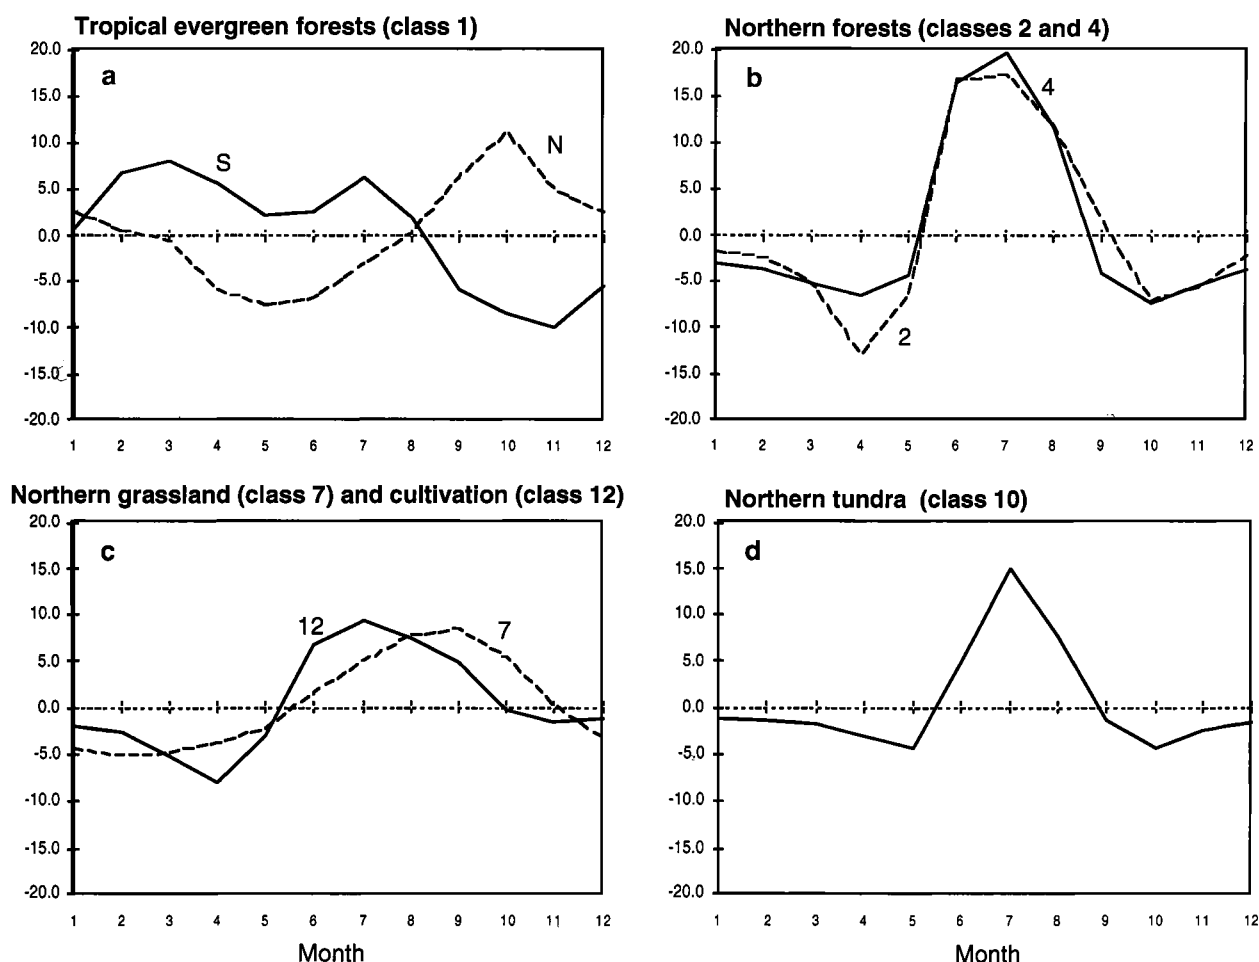 Tropical evergreen forests (class 1)
20.0
15.0
10.0
5.0
0.0
-5.0
-10.0
-15.0
-20.0
a
S
N
1 2 3 4 5 6 7 8 9 10 11 12
Northern forests (classes 2 and 4)
20.0
15.0
10.0
5.0
0.0
-5.0
-10.0
-15.0
-20.0
b
4
2
1 2 3 4 5 6 7 8 9 10 11 12
Northern grassland (class 7) and cultivation (class 12)
20.0
15.0
10.0
5.0
0.0
-5.0
-10.0
-15.0
-20.0
c
12
7
1 2 3 4 5 6 7 8 9 10 11 12
Month
Northern tundra (class 10)
20.0
15.0
10.0
5.0
0.0
-5.0
-10.0
-15.0
-20.0
d
1 2 3 4 5 6 7 8 9 10 11 12
Month